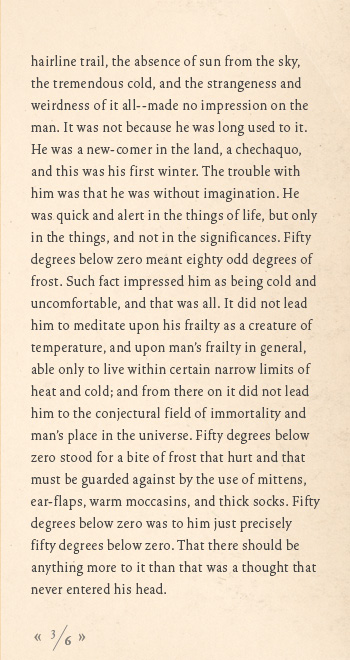 hairline trail, the absence of sun from the sky,
the tremendous cold, and the strangeness and
weirdness of it all--made no impression on the
man. It was not because he was long used to it.
He was a new-comer in the land, a chechaquo,
and this was his first winter. The trouble with
him was that he was without imagination. He
was quick and alert in the things of life, but only
in the things, and not in the significances. Fifty
degrees below zero meant eighty odd degrees of
frost. Such fact impressed him as being cold and
uncomfortable, and that was all. It did not lead
him to meditate upon his frailty as a creature of
temperature, and upon man's frailty in general,
able only to live within certain narrow limits of
heat and cold; and from there on it did not lead
him to the conjectural field of immortality and
man's place in the universe. Fifty degrees below
zero stood for a bite of frost that hurt and that
must be guarded against by the use of mittens,
ear-flaps, warm moccasins, and thick socks. Fifty
degrees below zero was to him just precisely
fifty degrees below zero. That there should be
anything more to it than that was a thought that
never entered his head.
« 3/6 »